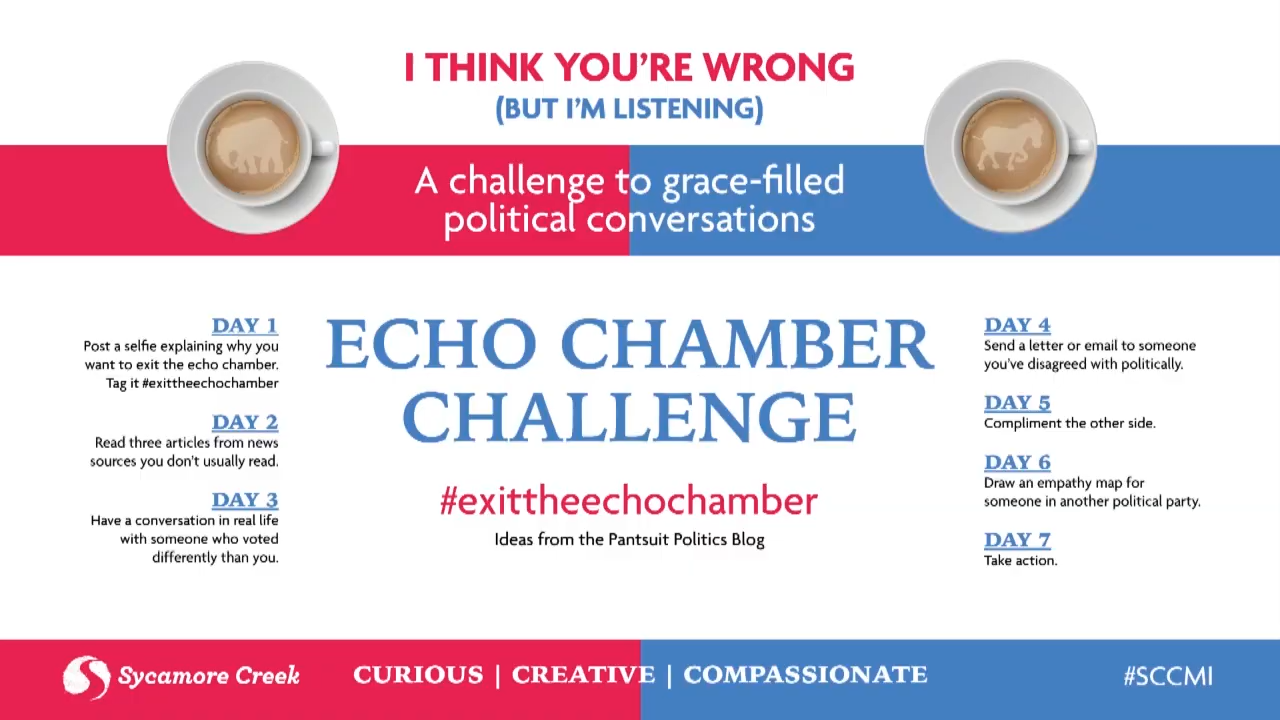 I THINK YOU'RE WRONG
(BUT I'M LISTENING)
A challenge to grace-filled
political conversations
DAY 1
Post a selfie explaining why you
want to exit the echo chamber.
Tag it #exittheechochamber
DAY 2
Read three articles from news
sources you don't usually read.
DAY 3
Have a conversation in real life
with someone who voted
differently than you.
ECHO CHAMBER
CHALLENGE
#exittheechochamber
Ideas from the Pantsuit Politics Blog
DAY 4
Send a letter or email to someone
you've disagreed with politically.
DAY 5
Compliment the other side.
DAY 6
Draw an empathy map for
someone in another political party.
DAY 7
Take action.
Sycamore Creek
CURIOUS | CREATIVE | COMPASSIONATE
#SCCMI